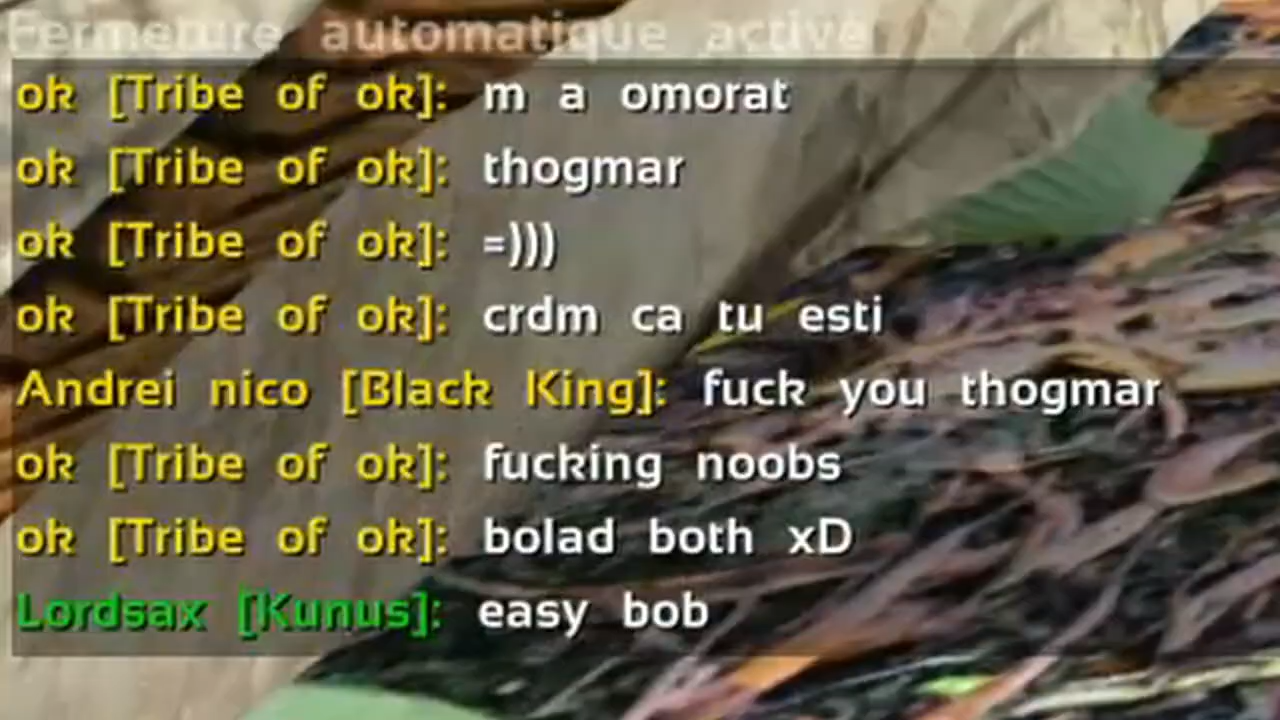 Fermeture automatique active
ok [Tribe of ok]: m a omorat
ok [Tribe of ok]: thogmar
ok [Tribe of ok]: =)))
ok [Tribe of ok]: crdm ca tu esti
Andrei nico [Black King]: fuck you thogmar
ok [Tribe of ok]: fucking noobs
ok [Tribe of ok]: bolad both xD
Lordsax [Kunus]: easy bob